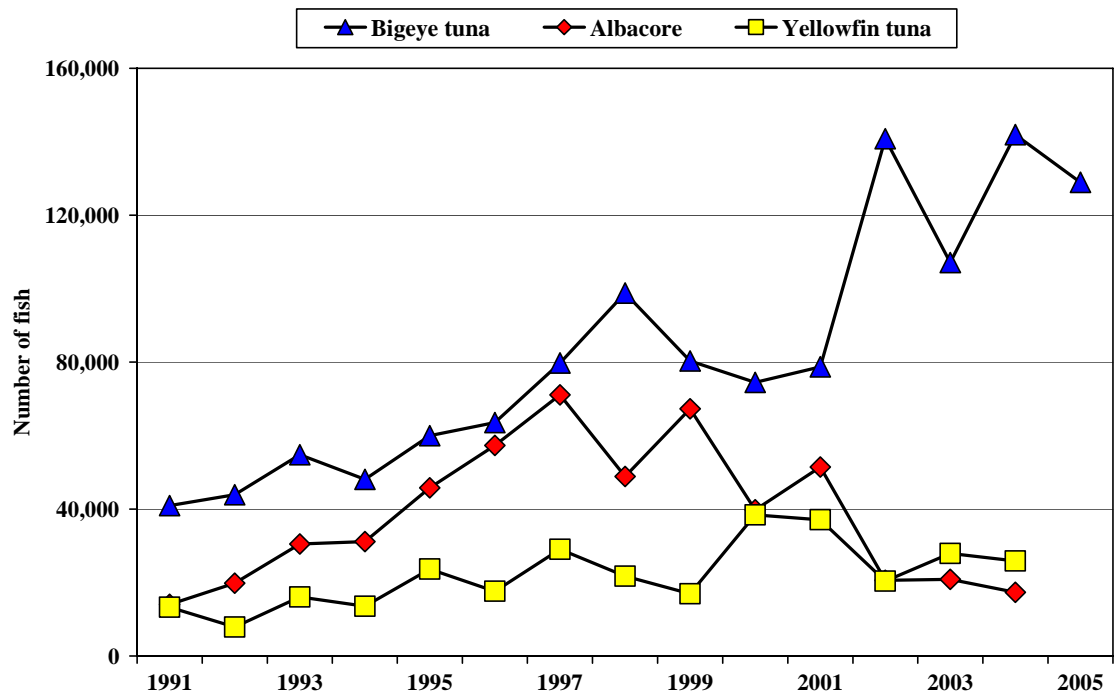 Bigeye tuna Albacore Yellowfin tuna
160,000
120,000
80,000
40,000
0
Number of fish
1991 1993 1995 1997 1999 2001 2003 2005